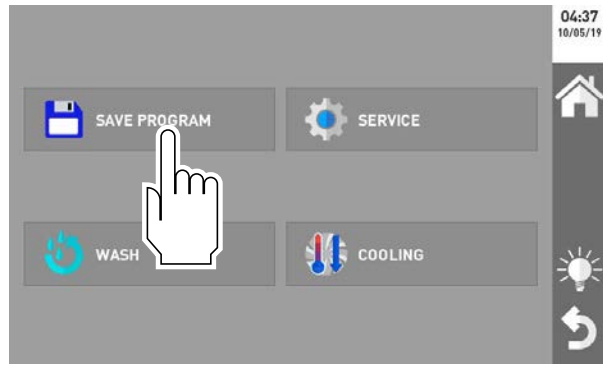 04:37
10/05/19
SAVE PROGRAM
SERVICE
WASH
COOLING